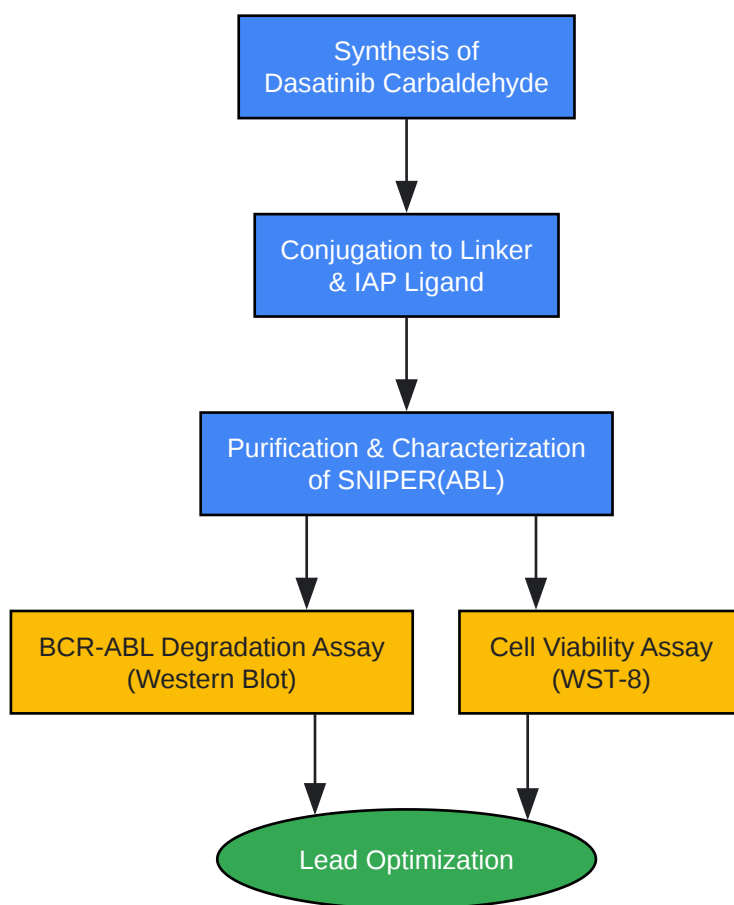 Synthesis of
Dasatinib Carbaldehyde
Conjugation to Linker
& IAP Ligand
Purification & Characterization
of SNIPER(ABL)
BCR-ABL Degradation Assay
(Western Blot)
Cell Viability Assay
(WST-8)
Lead Optimization